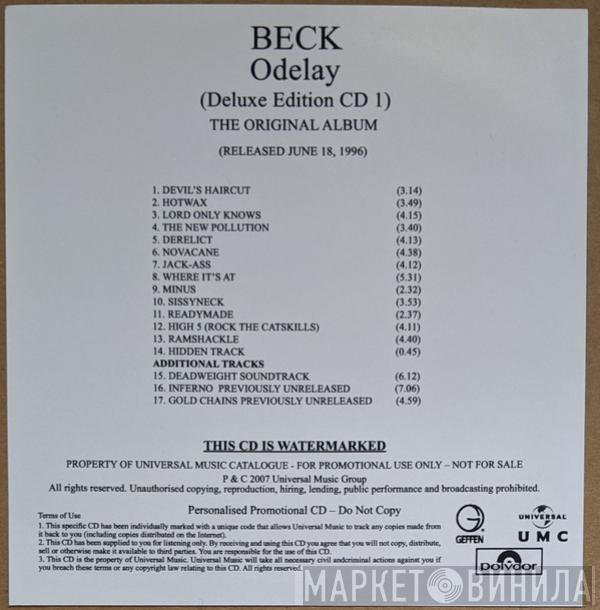 BECK
Odelay
(Deluxe Edition CD 1)
THE ORIGINAL ALBUM
(RELEASED JUNE 18, 1996)
1. DEVIL'S HAIRCUT (3.14)
2. HOTWAX (3.49)
3. LORD ONLY KNOWS (4.15)
4. THE NEW POLLUTION (3.40)
5. DERELICT (4.13)
6. NOVACANE (4.38)
7. JACK-ASS (4.12)
8. WHERE IT'S AT (5.31)
9. MINUS (2.32)
10. SISSYNECK (3.53)
11. READYMADE (2.37)
12. HIGH 5 (ROCK THE CATSKILLS) (4.11)
13. RAMSHACKLE (4.40)
14. HIDDEN TRACK (0.45)
ADDITIONAL TRACKS
15. DEADWEIGHT SOUNDTRACK (6.12)
16. INFERNO PREVIOUSLY UNRELEASED (7.06)
17. GOLD CHAINS PREVIOUSLY UNRELEASED (4.59)
THIS CD IS WATERMARKED
PROPERTY OF UNIVERSAL MUSIC CATALOGUE - FOR PROMOTIONAL USE ONLY – NOT FOR SALE
P & C 2007 Universal Music Group
All rights reserved. Unauthorised copying, reproduction, hiring, lending, public performance and broadcasting prohibited.
Personalised Promotional CD – Do Not Copy
Terms of Use
1. This specific CD has been individually marked with a unique code that allows Universal Music to track any copies made from
it back to you (including copies distributed on the Internet).
2. This CD has been supplied to you for listening only. By receiving and using this CD you agree that you will not copy, distribute,
sell or otherwise make it available to third parties. You are responsible for the use of this CD.
3. This CD is the property of Universal Music. Universal Music will take all necessary civil andcriminal actions against you if
you breach these terms or any copyright law relating to this CD. All rights reserved.
GEFFEN
UNIVERSAL
UMC
Polydor
МАРКЕТ ВИНИЛА